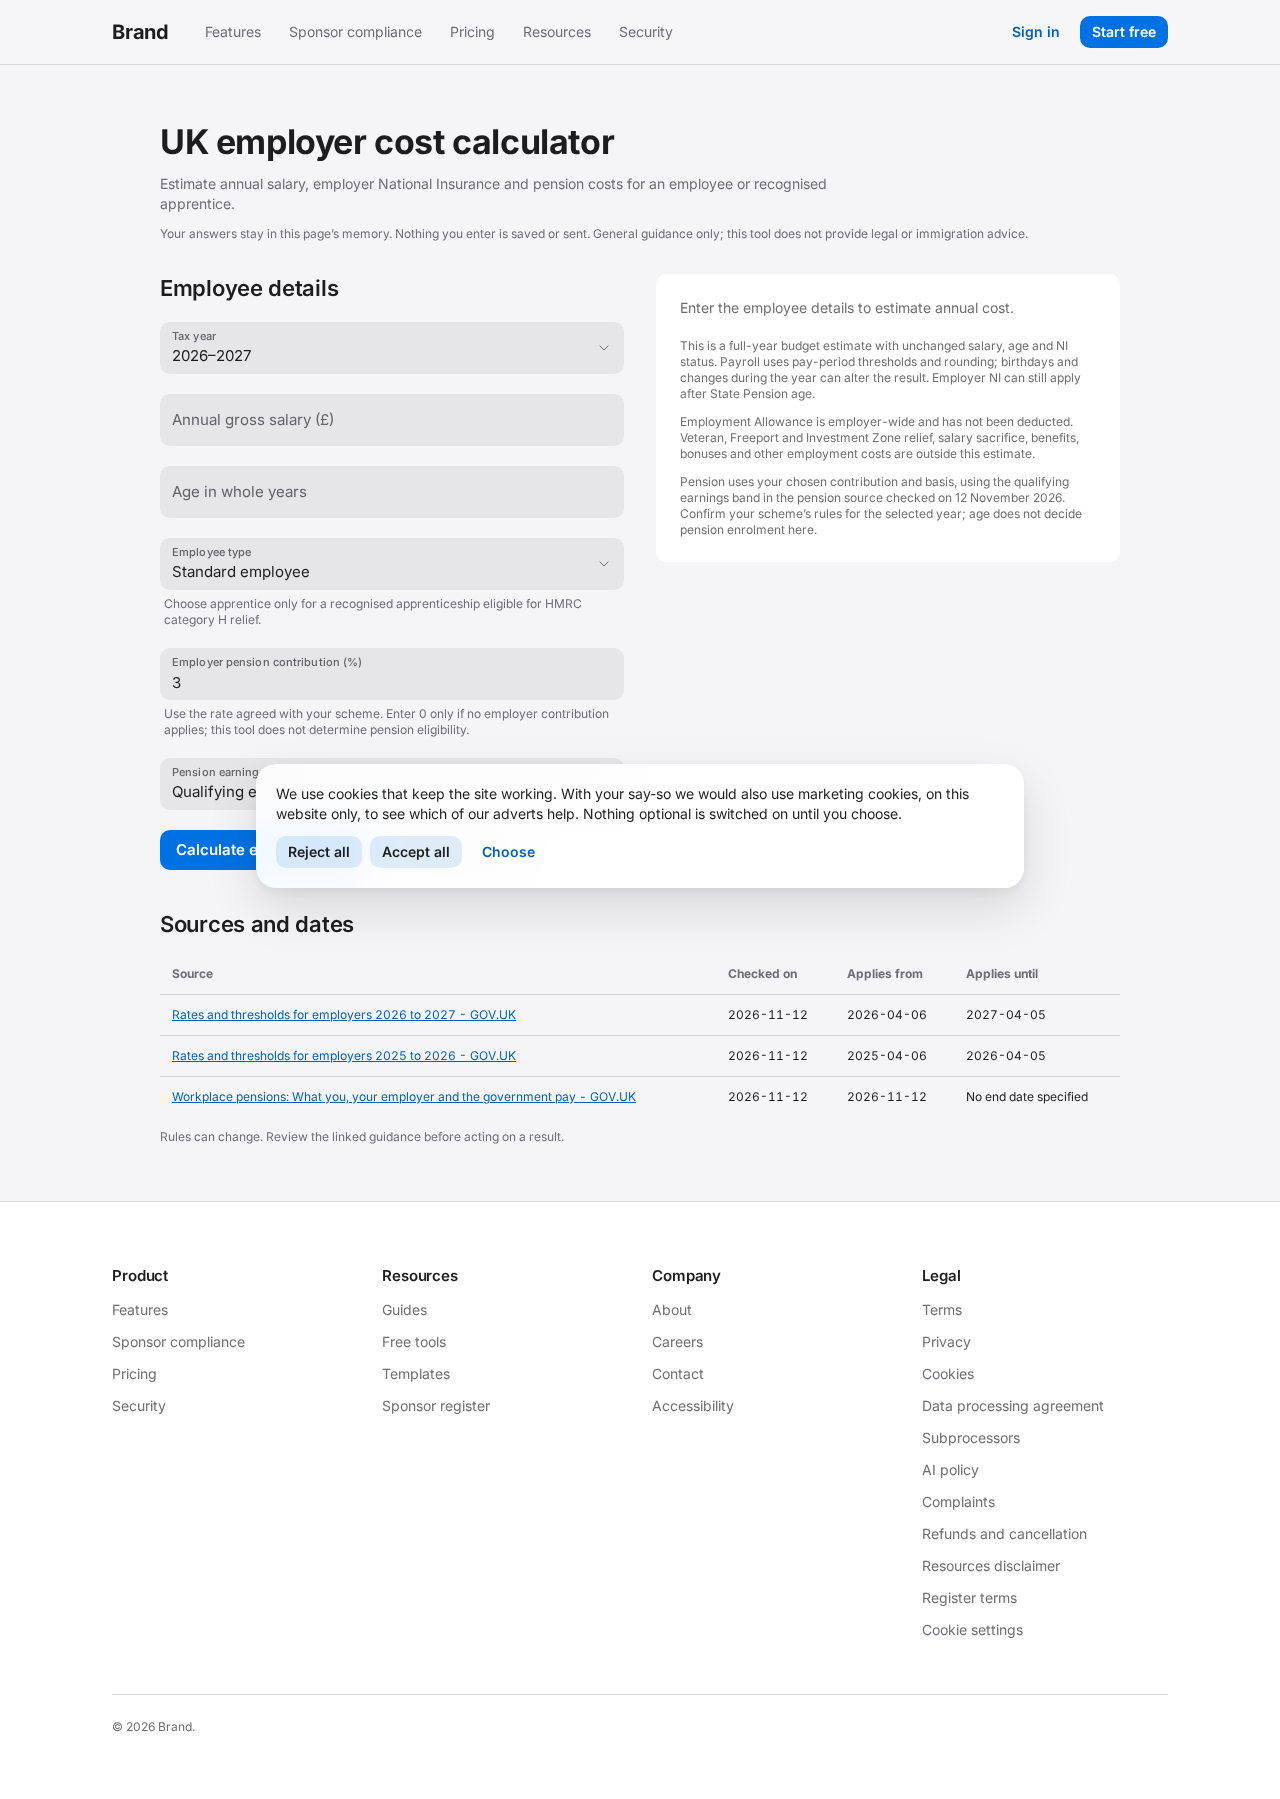 Brand
Features
Sponsor compliance
Pricing
Resources
Security
Sign in
Start free
UK employer cost calculator
Estimate annual salary, employer National Insurance and pension costs for an employee or recognised
apprentice.
Your answers stay in this page’s memory. Nothing you enter is saved or sent. General guidance only; this tool does not provide legal or immigration advice.
Employee details
Tax year
2026–2027
Annual gross salary (£)
Age in whole years
Employee type
Standard employee
Choose apprentice only for a recognised apprenticeship eligible for HMRC
category H relief.
Employer pension contribution (%)
3
Use the rate agreed with your scheme. Enter 0 only if no employer contribution
applies; this tool does not determine pension eligibility.
Pension earning
Qualifying e
Calculate e
Enter the employee details to estimate annual cost.
This is a full-year budget estimate with unchanged salary, age and NI
status. Payroll uses pay-period thresholds and rounding; birthdays and
changes during the year can alter the result. Employer NI can still apply
after State Pension age.
Employment Allowance is employer-wide and has not been deducted.
Veteran, Freeport and Investment Zone relief, salary sacrifice, benefits,
bonuses and other employment costs are outside this estimate.
Pension uses your chosen contribution and basis, using the qualifying
earnings band in the pension source checked on 12 November 2026.
Confirm your scheme’s rules for the selected year; age does not decide
pension enrolment here.
We use cookies that keep the site working. With your say-so we would also use marketing cookies, on this
website only, to see which of our adverts help. Nothing optional is switched on until you choose.
Reject all
Accept all
Choose
Sources and dates
Source
Checked on
Applies from
Applies until
Rates and thresholds for employers 2026 to 2027 - GOV.UK
2026-11-12
2026-04-06
2027-04-05
Rates and thresholds for employers 2025 to 2026 - GOV.UK
2026-11-12
2025-04-06
2026-04-05
Workplace pensions: What you, your employer and the government pay - GOV.UK
2026-11-12
2026-11-12
No end date specified
Rules can change. Review the linked guidance before acting on a result.
Product
Features
Sponsor compliance
Pricing
Security
Resources
Guides
Free tools
Templates
Sponsor register
Company
About
Careers
Contact
Accessibility
Legal
Terms
Privacy
Cookies
Data processing agreement
Subprocessors
AI policy
Complaints
Refunds and cancellation
Resources disclaimer
Register terms
Cookie settings
© 2026 Brand.